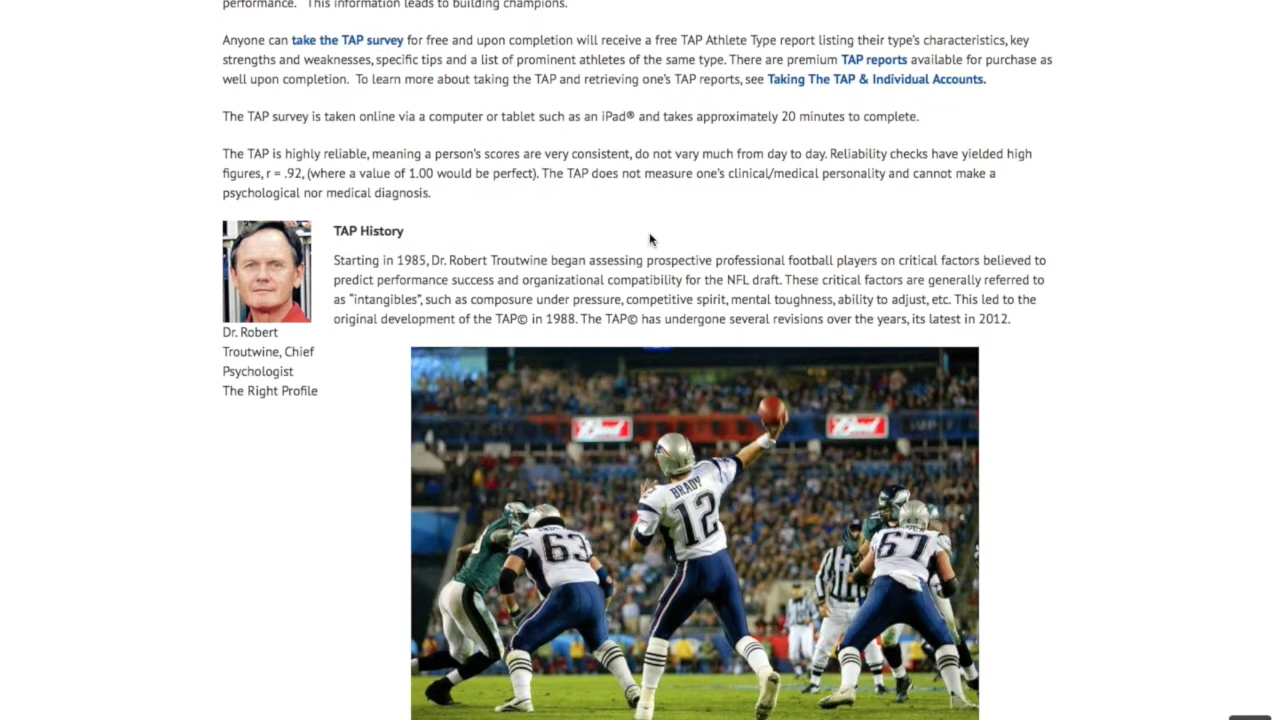 performance. This information leads to building champions.
Anyone can take the TAP survey for free and upon completion will receive a free TAP Athlete Type report listing their type's characteristics, key
strengths and weaknesses, specific tips and a list of prominent athletes of the same type. There are premium TAP reports available for purchase as
well upon completion. To learn more about taking the TAP and retrieving one's TAP reports, see Taking The TAP & Individual Accounts.
The TAP survey is taken online via a computer or tablet such as an iPad® and takes approximately 20 minutes to complete.
The TAP is highly reliable, meaning a person's scores are very consistent, do not vary much from day to day. Reliability checks have yielded high
figures, r = .92, (where a value of 1.00 would be perfect). The TAP does not measure one's clinical/medical personality and cannot make a
psychological nor medical diagnosis.
TAP History
Starting in 1985, Dr. Robert Troutwine began assessing prospective professional football players on critical factors believed to
predict performance success and organizational compatibility for the NFL draft. These critical factors are generally referred to
as "intangibles", such as composure under pressure, competitive spirit, mental toughness, ability to adjust, etc. This led to the
original development of the TAP© in 1988. The TAP© has undergone several revisions over the years, its latest in 2012.
Dr. Robert
Troutwine, Chief
Psychologist
The Right Profile
BRADY
12
63
67